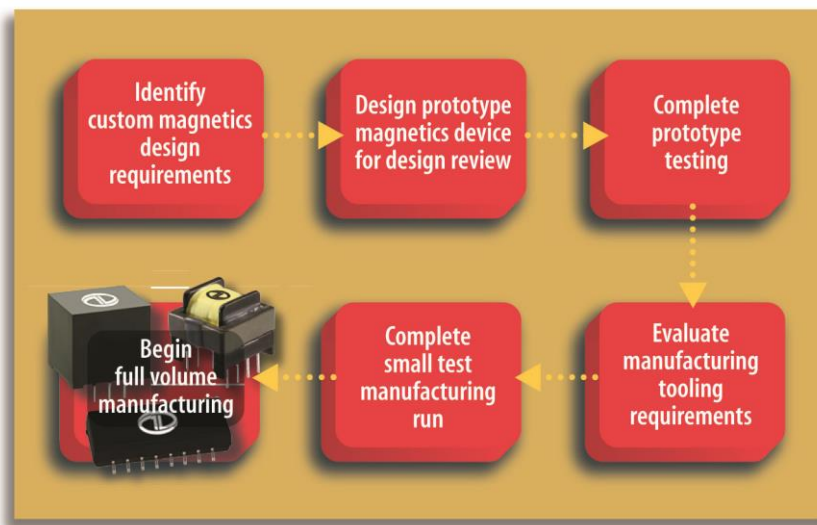 Identify
custom magnetics
design
requirements
Design prototype
magnetics device
for design review
Complete
prototype
testing
Evaluate
manufacturing
tooling
requirements
Complete
small test
manufacturing
run
Begin
full volume
manufacturing